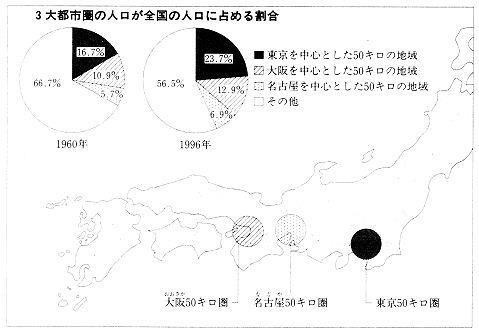 3大都市圏の人口が全国の人口に占める割合
16.7%
10.9%
5.7%
66.7%
1960年
23.7%
12.9%
6.9%
56.5%
1996年
東京を中心とした50キロの地域
大阪を中心とした50キロの地域
名古屋を中心とした50キロの地域
その他
おおさか
大阪50キロ圏
名古屋50キロ圏
東京50キロ圏